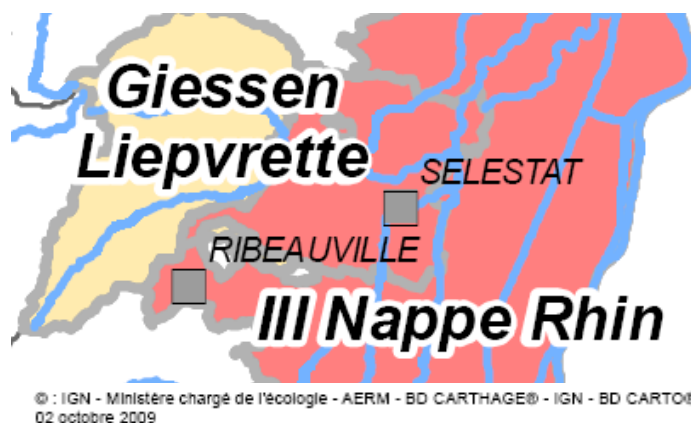 Giessen
Liepvrette
SELESTAT
RIBEAUVILLE
Ill Nappe Rhin
© : IGN - Ministère chargé de l'écologie - AERM - BD CARTHAGE® - IGN - BD CARTO®
02 octobre 2009